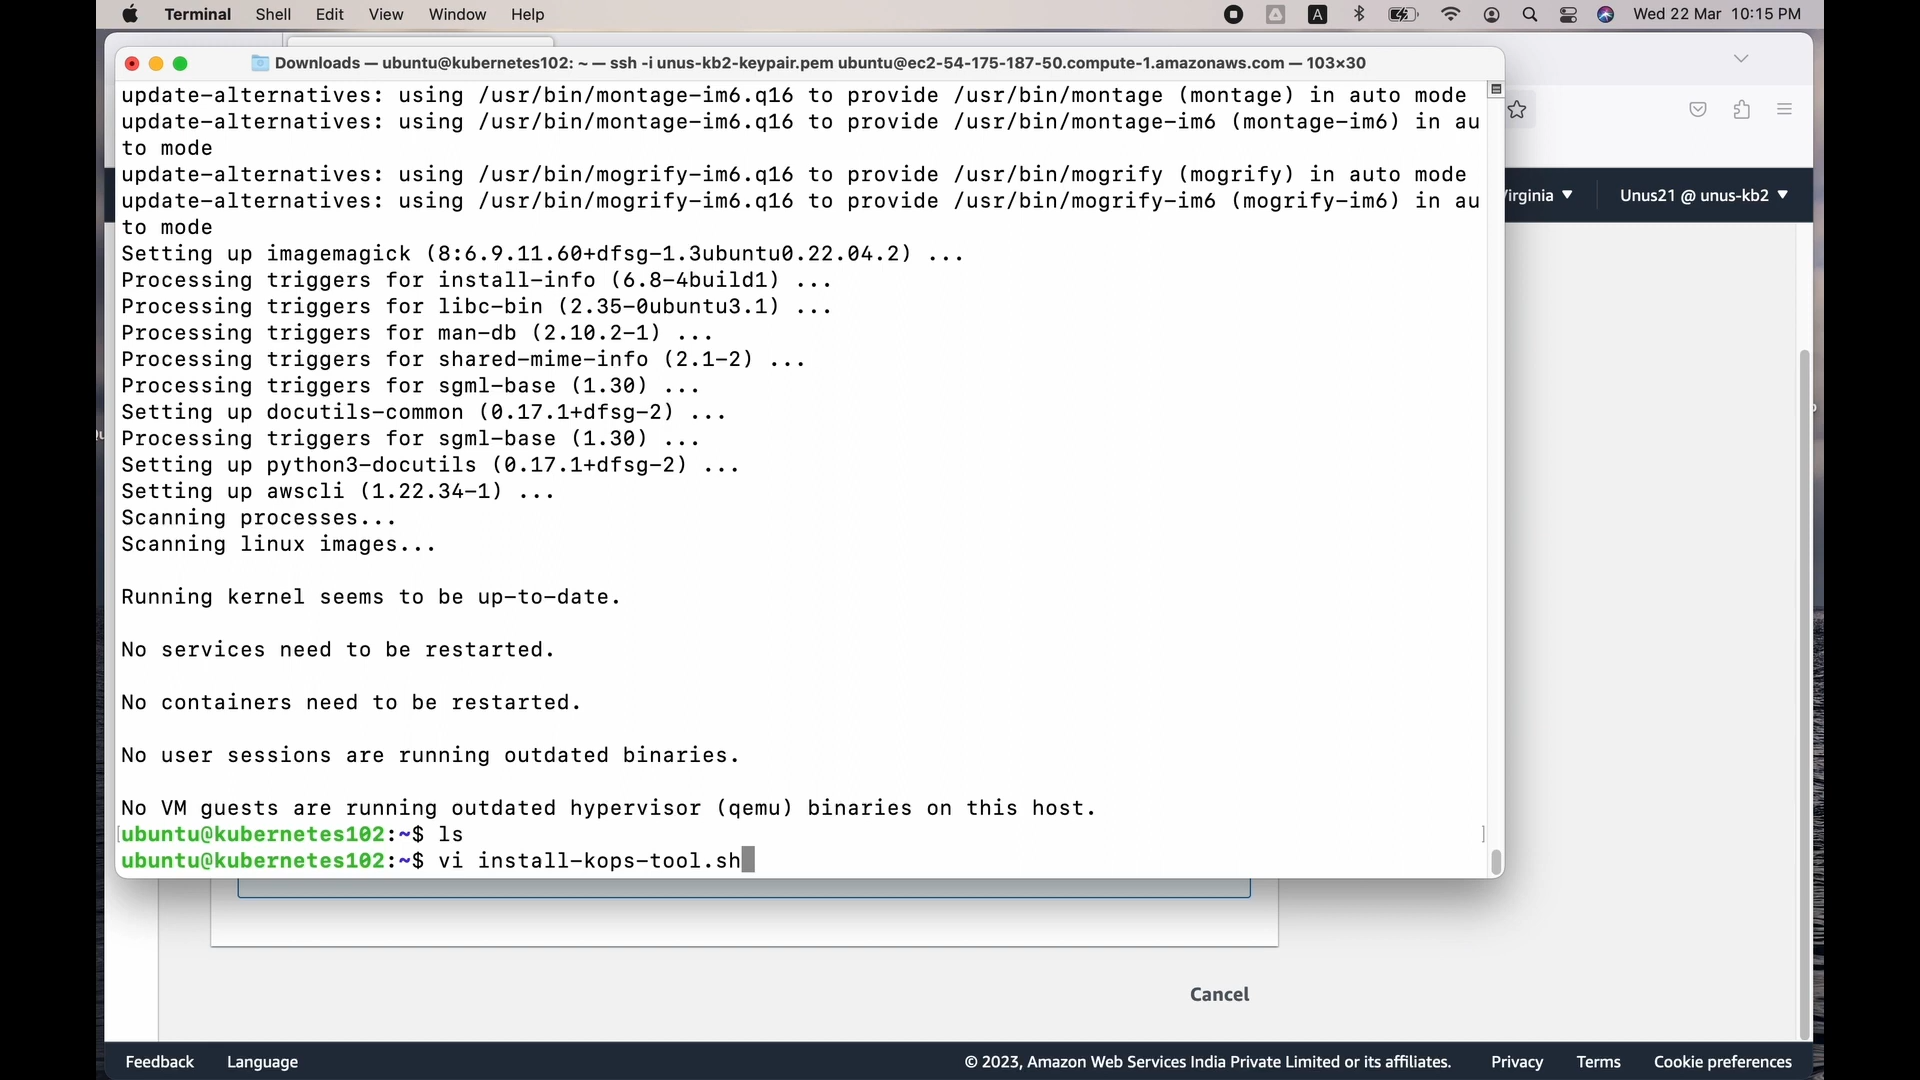 Terminal Shell Edit View Window Help A Wed 22 Mar 10:15 PM
Downloads — ubuntu@kubernetes102: ~ — ssh -i unus-kb2-keypair.pem ubuntu@ec2-54-175-187-50.compute-1.amazonaws.com — 103×30
update-alternatives: using /usr/bin/montage-im6.q16 to provide /usr/bin/montage (montage) in auto mode
update-alternatives: using /usr/bin/montage-im6.q16 to provide /usr/bin/montage-im6 (montage-im6) in au
to mode
update-alternatives: using /usr/bin/mogrify-im6.q16 to provide /usr/bin/mogrify (mogrify) in auto mode
update-alternatives: using /usr/bin/mogrify-im6.q16 to provide /usr/bin/mogrify-im6 (mogrify-im6) in au
to mode
irginia Unus21 @ unus-kb2
Setting up imagemagick (8:6.9.11.60+dfsg-1.3ubuntu0.22.04.2) ...
Processing triggers for install-info (6.8-4build1) ...
Processing triggers for libc-bin (2.35-0ubuntu3.1) ...
Processing triggers for man-db (2.10.2-1) ...
Processing triggers for shared-mime-info (2.1-2) ...
Processing triggers for sgml-base (1.30) ...
Setting up docutils-common (0.17.1+dfsg-2) ...
Processing triggers for sgml-base (1.30) ...
Setting up python3-docutils (0.17.1+dfsg-2) ...
Setting up awscli (1.22.34-1) ...
Scanning processes...
Scanning linux images...
Running kernel seems to be up-to-date.
No services need to be restarted.
No containers need to be restarted.
No user sessions are running outdated binaries.
No VM guests are running outdated hypervisor (qemu) binaries on this host.
[ubuntu@kubernetes102:~$ ls ]
ubuntu@kubernetes102:~$ vi install-kops-tool.sh
Cancel
Feedback Language © 2023, Amazon Web Services India Private Limited or its affiliates. Privacy Terms Cookie preferences